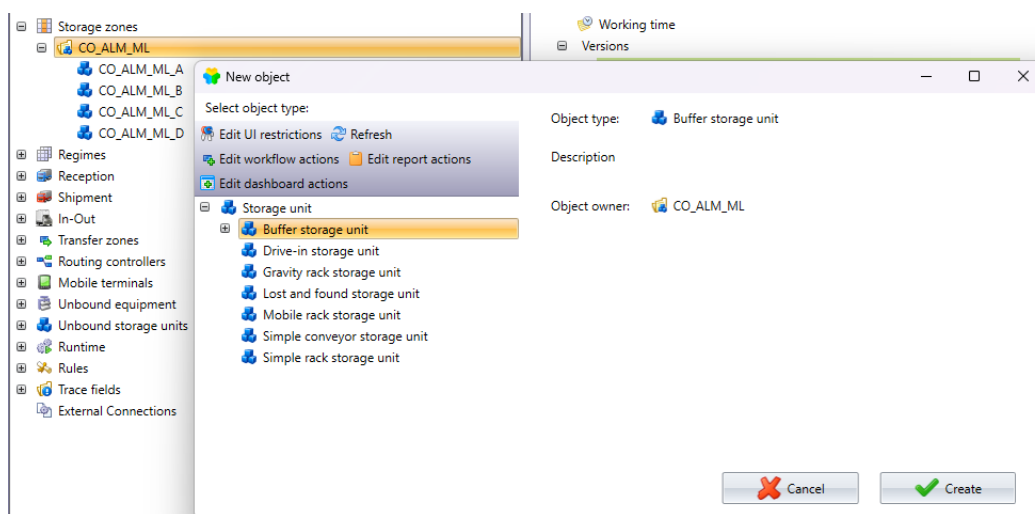 Storage zones
CO_ALM_ML
CO_ALM_ML_A
CO_ALM_ML_B
CO_ALM_ML_C
CO_ALM_ML_D
Regimes
Reception
Shipment
In-Out
Transfer zones
Routing controllers
Mobile terminals
Unbound equipment
Unbound storage units
Runtime
Rules
Trace fields
External Connections
Working time
Versions
New object
Select object type:
Edit UI restrictions Refresh
Edit workflow actions Edit report actions
Edit dashboard actions
Storage unit
Buffer storage unit
Drive-in storage unit
Gravity rack storage unit
Lost and found storage unit
Mobile rack storage unit
Simple conveyor storage unit
Simple rack storage unit
Object type: Buffer storage unit
Description
Object owner: CO_ALM_ML
Cancel Create